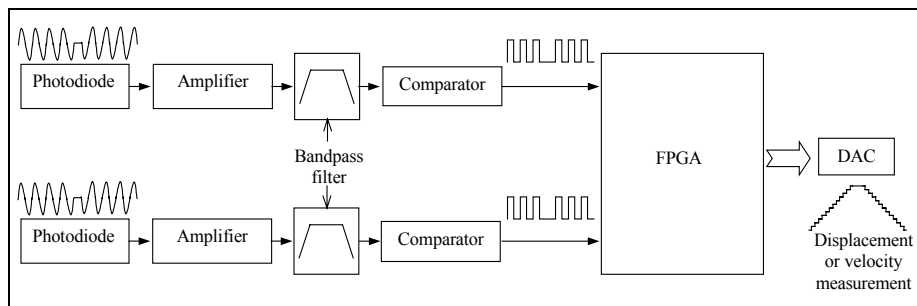 Photodiode
Amplifier
Comparator
Bandpass
filter
FPGA
DAC
Photodiode
Amplifier
Comparator
Displacement
or velocity
measurement